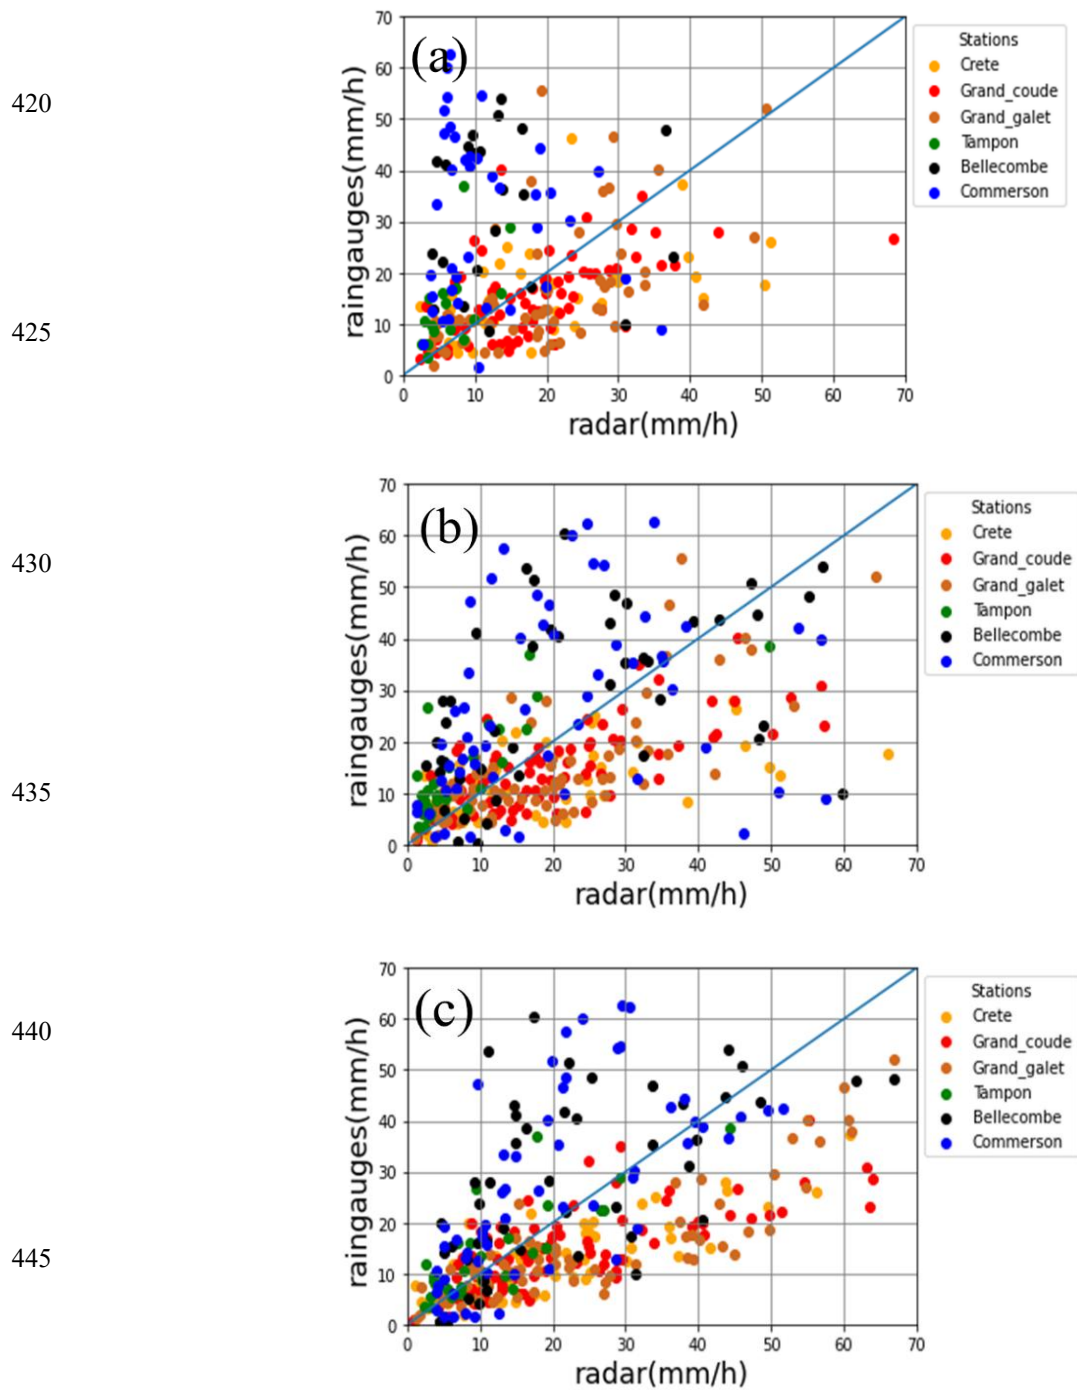 420
425
430
435
440
445
(a)
raingauges(mm/h)
70
60
50
40
30
20
10
0
0 10 20 30 40 50 60 70
radar(mm/h)
Stations
Crete
Grand_coude
Grand_galet
Tampon
Bellecombe
Commerson
(b)
raingauges(mm/h)
70
60
50
40
30
20
10
0
0 10 20 30 40 50 60 70
radar(mm/h)
Stations
Crete
Grand_coude
Grand_galet
Tampon
Bellecombe
Commerson
(c)
raingauges(mm/h)
70
60
50
40
30
20
10
0
0 10 20 30 40 50 60 70
radar(mm/h)
Stations
Crete
Grand_coude
Grand_galet
Tampon
Bellecombe
Commerson